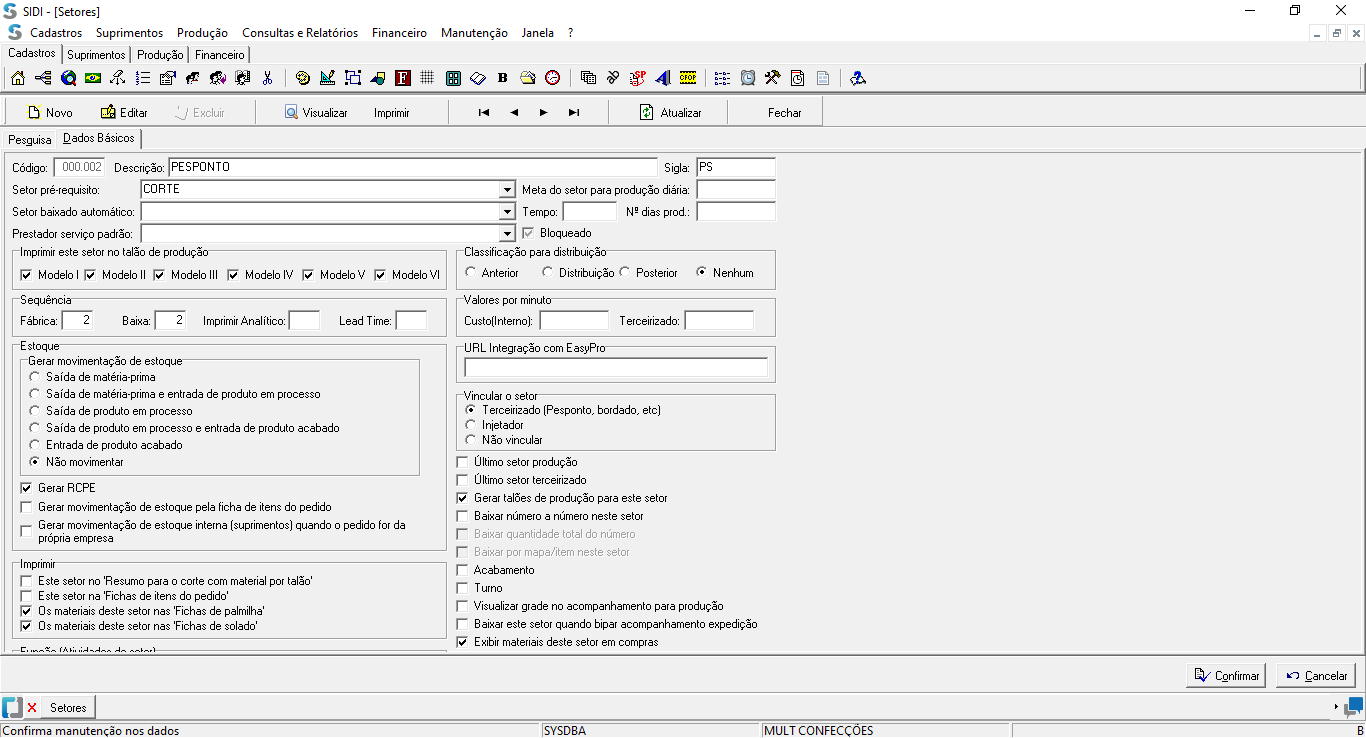 SIDI - [Setores]
Cadastros Suprimentos Produção Consultas e Relatórios Financeiro Manutenção Janela ?
Cadastros Suprimentos Produção Financeiro
F B SP CFOP
Novo Editar Excluir Visualizar Imprimir Atualizar Fechar
Pesquisa Dados Básicos
Código: 000.002 Descrição: PESPONTO Sigla: PS
Setor pré-requisito: CORTE Meta do setor para produção diária:
Setor baixado automático: Tempo: Nº dias prod.:
Prestador serviço padrão: Bloqueado
Imprimir este setor no talão de produção
Modelo I Modelo II Modelo III Modelo IV Modelo V Modelo VI
Classificação para distribuição
Anterior Distribuição Posterior Nenhum
Sequência
Fábrica: 2 Baixa: 2 Imprimir Analítico: Lead Time:
Valores por minuto
Custo(Interno): Terceirizado:
Estoque
Gerar movimentação de estoque
Saída de matéria-prima
Saída de matéria-prima e entrada de produto em processo
Saída de produto em processo
Saída de produto em processo e entrada de produto acabado
Entrada de produto acabado
Não movimentar
Gerar RCPE
Gerar movimentação de estoque pela ficha de itens do pedido
Gerar movimentação de estoque interna (suprimentos) quando o pedido for da
própria empresa
Imprimir
Este setor no 'Resumo para o corte com material por talão'
Este setor na 'Fichas de itens do pedido'
Os materiais deste setor nas 'Fichas de palmilha'
Os materiais deste setor nas 'Fichas de solado'
Função (Atividades do setor)
URL Integração com EasyPro
Vincular o setor
Terceirizado (Pesponto, bordado, etc)
Injetador
Não vincular
Último setor produção
Último setor terceirizado
Gerar talões de produção para este setor
Baixar número a número neste setor
Baixar quantidade total do número
Baixar por mapa/item neste setor
Acabamento
Turno
Visualizar grade no acompanhamento para produção
Baixar este setor quando bipar acompanhamento expedição
Exibir materiais deste setor em compras
Confirmar Cancelar
Setores
Confirma manutenção nos dados SYSDBA MULT CONFECÇÕES B